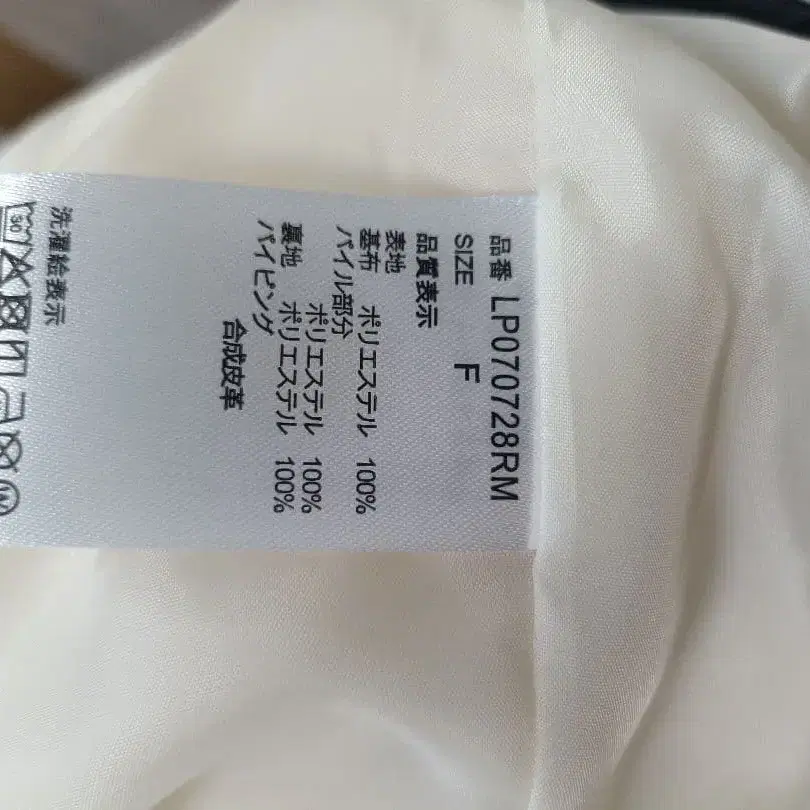 品番 LP070728RM
SIZE F
品質表示
表地
基布 ポリエステル 100%
パイル部分
ポリエステル 100%
裏地 ポリエステル 100%
パイピング
合成皮革
洗濯絵表示
30